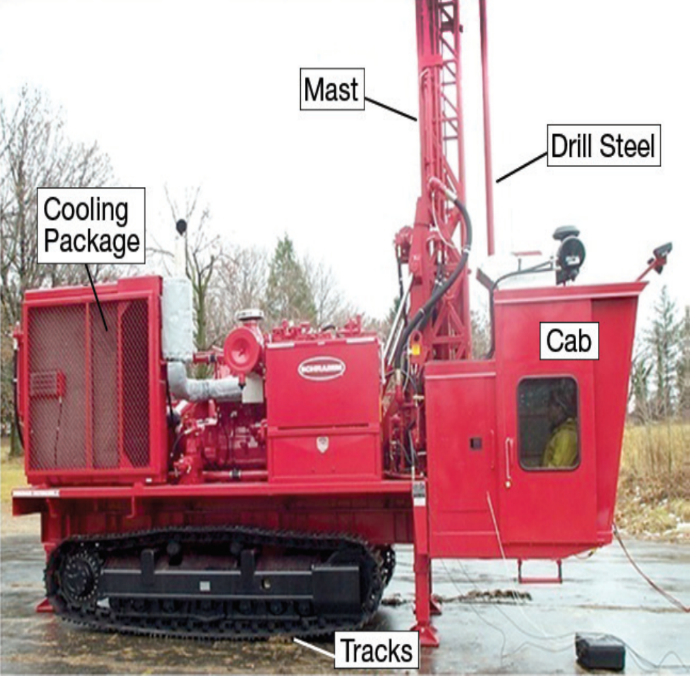 Mast
Drill Steel
Cooling
Package
Cab
SCHRAMM
Tracks